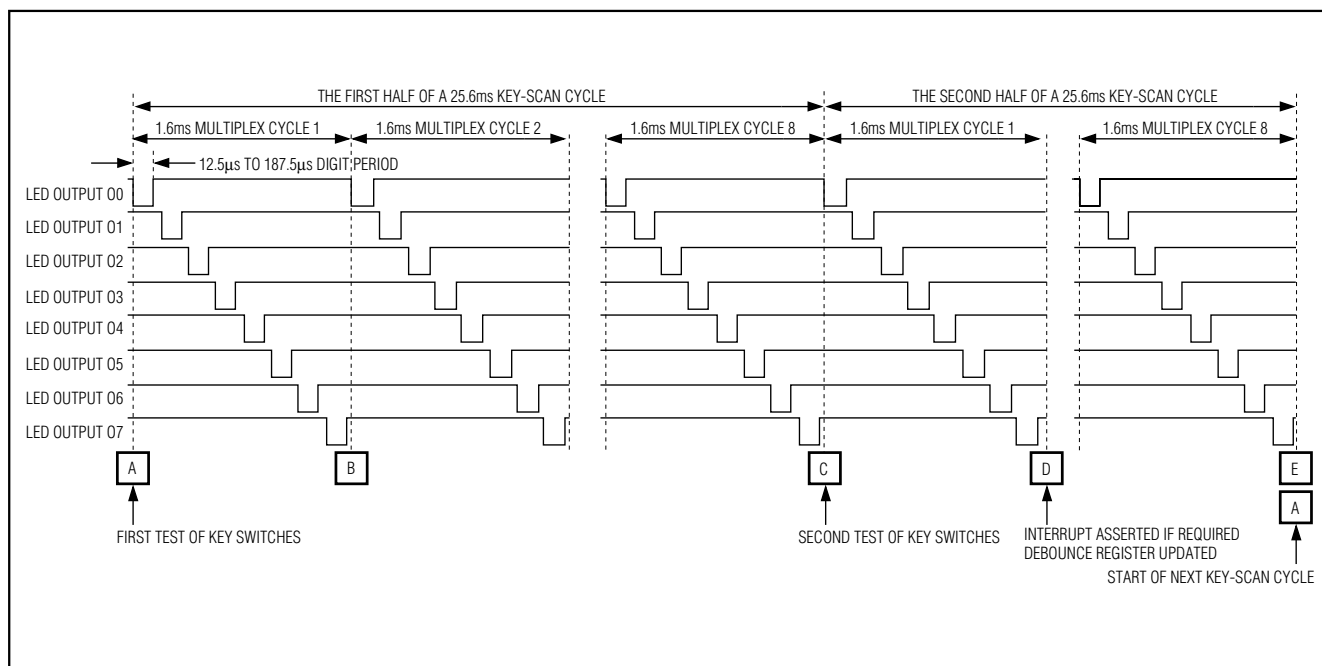 THE FIRST HALF OF A 25.6ms KEY-SCAN CYCLE
THE SECOND HALF OF A 25.6ms KEY-SCAN CYCLE
1.6ms MULTIPLEX CYCLE 1
1.6ms MULTIPLEX CYCLE 2
1.6ms MULTIPLEX CYCLE 8
1.6ms MULTIPLEX CYCLE 1
1.6ms MULTIPLEX CYCLE 8
12.5µs TO 187.5µs DIGIT PERIOD
LED OUTPUT O0
LED OUTPUT O1
LED OUTPUT O2
LED OUTPUT O3
LED OUTPUT O4
LED OUTPUT O5
LED OUTPUT O6
LED OUTPUT O7
A
B
C
D
E
A
FIRST TEST OF KEY SWITCHES
SECOND TEST OF KEY SWITCHES
INTERRUPT ASSERTED IF REQUIRED
DEBOUNCE REGISTER UPDATED
START OF NEXT KEY-SCAN CYCLE